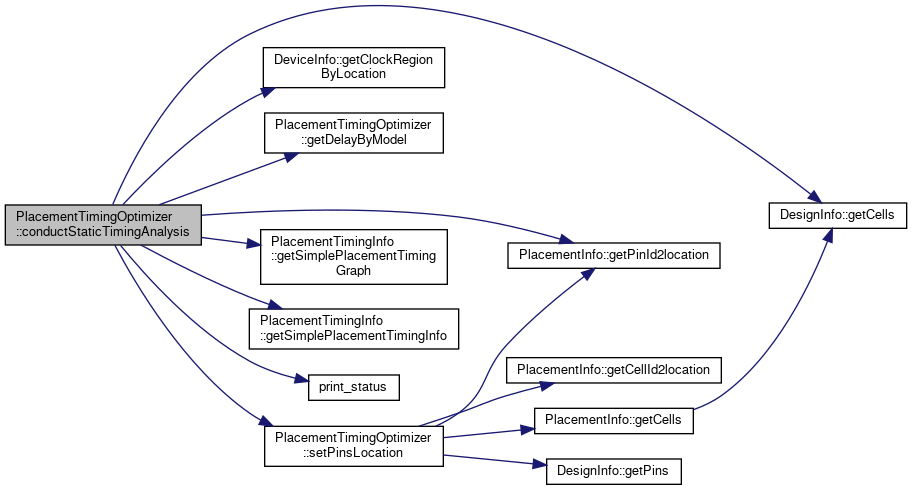 PlacementTimingOptimizer
::conductStaticTimingAnalysis
DeviceInfo::getClockRegion
ByLocation
PlacementTimingOptimizer
::getDelayByModel
PlacementTimingInfo
::getSimplePlacementTiming
Graph
PlacementTimingInfo
::getSimplePlacementTimingInfo
print_status
PlacementTimingOptimizer
::setPinsLocation
PlacementInfo::getPinId2location
PlacementInfo::getCellId2location
PlacementInfo::getCells
DesignInfo::getPins
DesignInfo::getCells